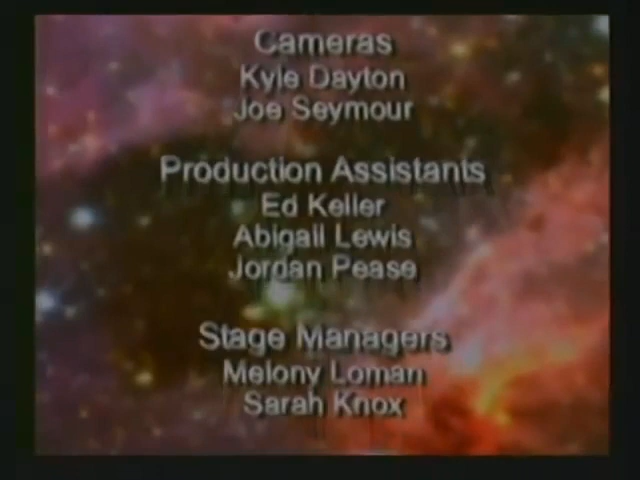 Cameras
Kyle Dayton
Joe Seymour
Production Assistants
Ed Keller
Abigail Lewis
Jordan Pease
Stage Managers
Melony Loman
Sarah Knox